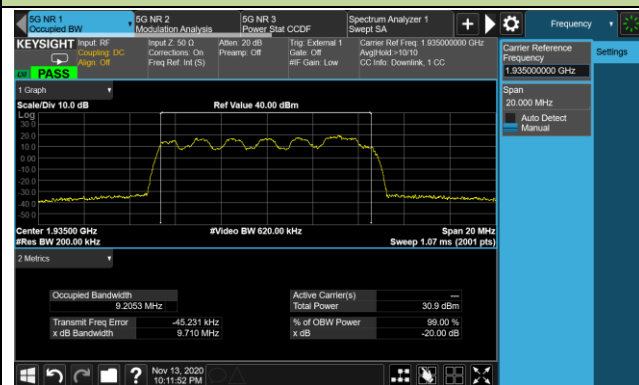 5G NR 1
Occupied BW
5G NR 2
Modulation Analysis
5G NR 3
Power Stat CCDF
Spectrum Analyzer 1
Swept SA
+
Frequency
KEYSIGHT
Input: RF
Coupling: DC
Align: Off
Input Z: 50 Ω
Corrections: On
Freq Ref: Int (S)
Atten: 20 dB
Preamp: Off
Trig: External 1
Gate: Off
#IF Gain: Low
Carrier Ref Freq: 1.935000000 GHz
Avg|Hold:>10/10
CC Info: Downlink, 1 CC
PASS
Carrier Reference
Frequency
1.935000000 GHz
Settings
Span
20.000 MHz
Auto Detect
Manual
1 Graph
Scale/Div 10.0 dB
Ref Value 40.00 dBm
Log
30.0
20.0
10.0
0.00
-10.0
-20.0
-30.0
-40.0
-50.0
Center 1.93500 GHz
#Video BW 620.00 kHz
Span 20 MHz
#Res BW 200.00 kHz
Sweep 1.07 ms (2001 pts)
2 Metrics
Occupied Bandwidth
9.2053 MHz
Active Carrier(s)
---
Total Power
30.9 dBm
Transmit Freq Error
-45.231 kHz
% of OBW Power
99.00 %
x dB Bandwidth
9.710 MHz
x dB
-20.00 dB
?
Nov 13, 2020
10:11:52 PM